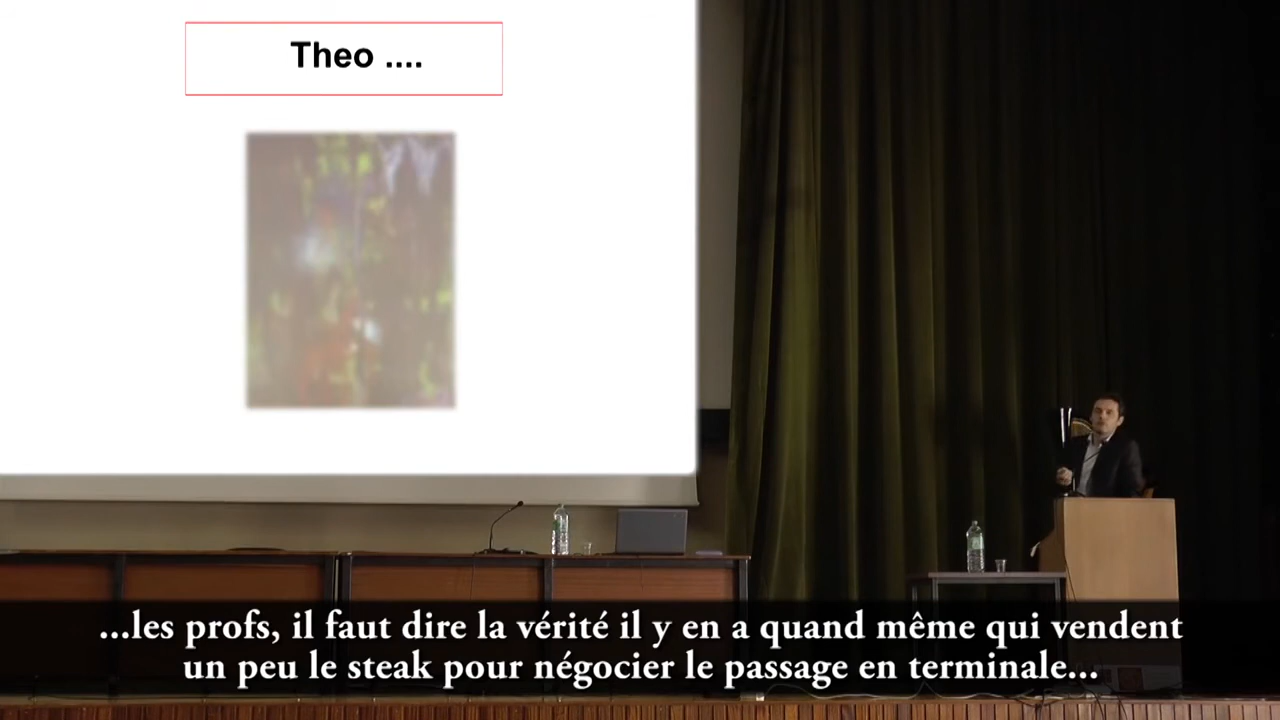 Theo ....
...les profs, il faut dire la vérité il y en a quand même qui vendent
un peu le steak pour négocier le passage en terminale...